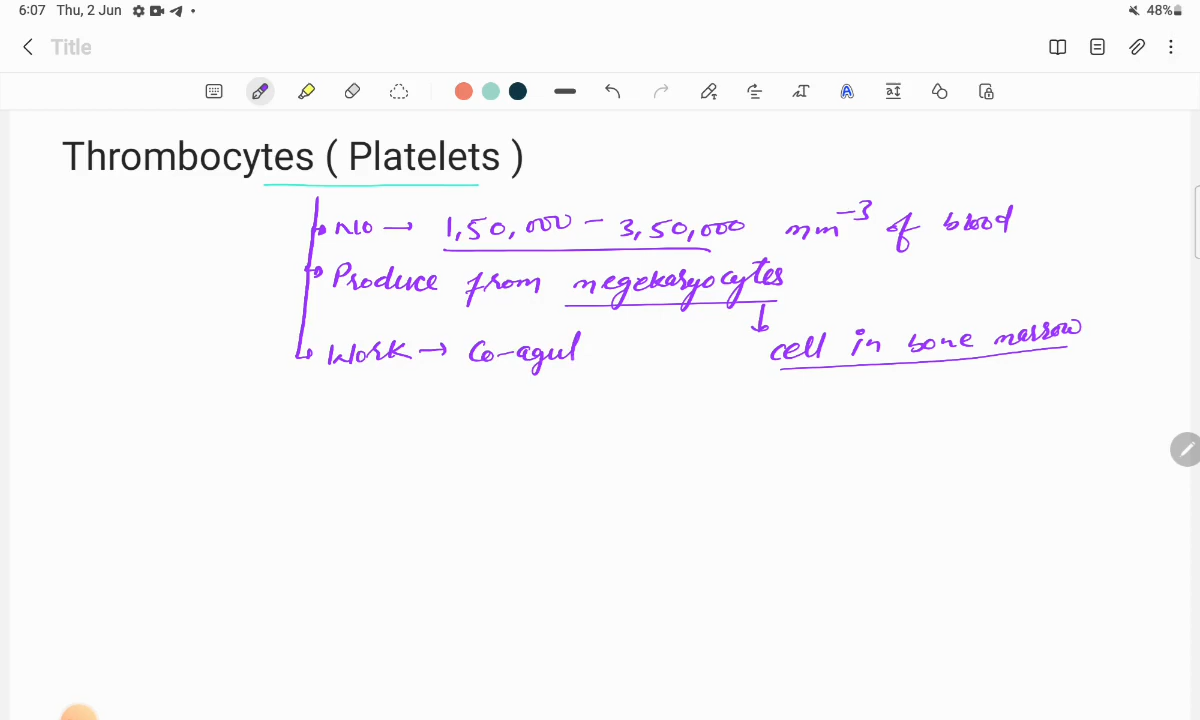 6:07 Thu, 2 Jun 48%
Title
Thrombocytes ( Platelets )
No → 1,50,000 - 3,50,000 mm⁻³ of blood
Produce from megekaryocytes
↓
cell in bone marrow
Work → Co-agul